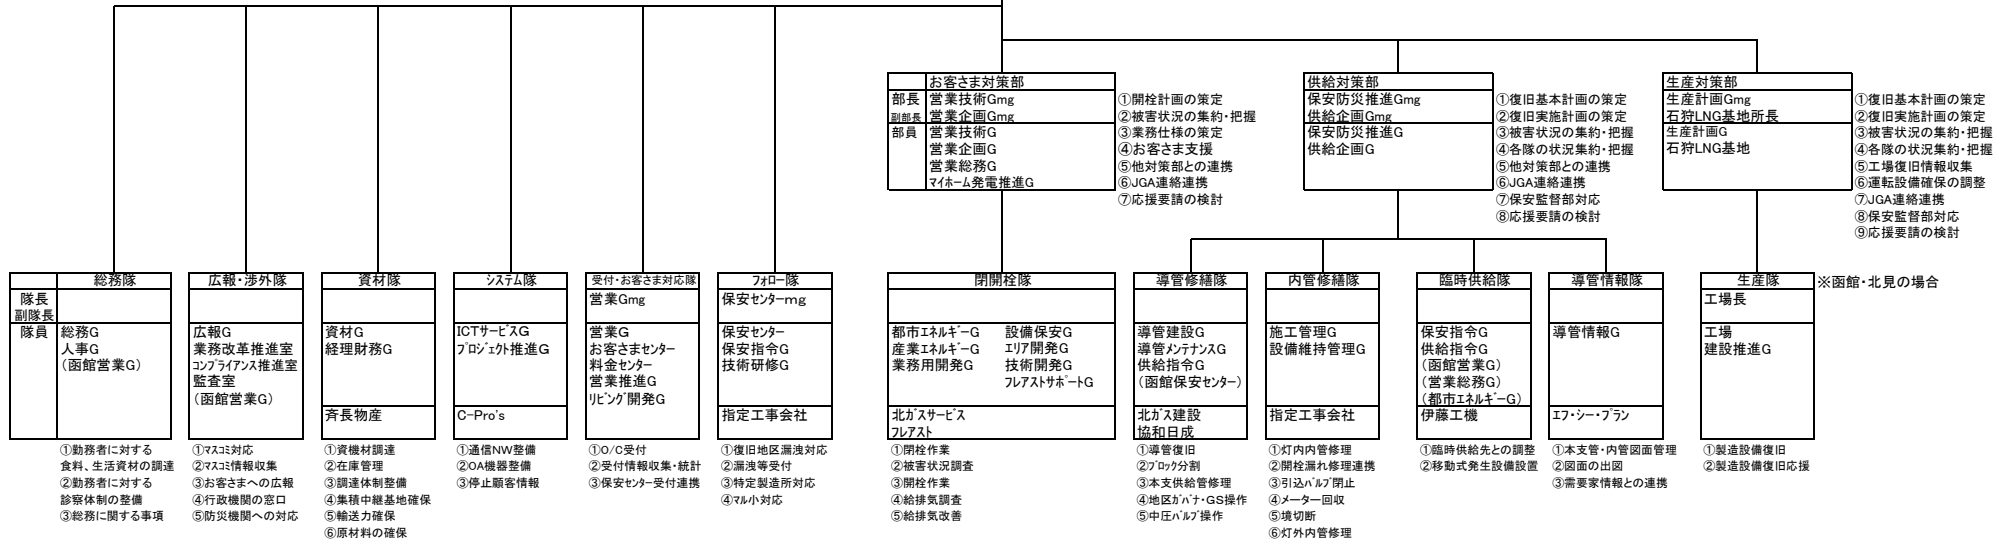 お客さま対策部
部長 営業技術Gmg
副部長 営業企画Gmg
部員 営業技術G
営業企画G
営業総務G
ﾏｲﾎｰﾑ発電推進G
①開栓計画の策定
②被害状況の集約・把握
③業務仕様の策定
④お客さま支援
⑤他対策部との連携
⑥JGA連絡連携
⑦応援要請の検討
供給対策部
保安防災推進Gmg
供給企画Gmg
保安防災推進G
供給企画G
①復旧基本計画の策定
②復旧実施計画の策定
③被害状況の集約・把握
④各隊の状況集約・把握
⑤他対策部との連携
⑥JGA連絡連携
⑦保安監督部対応
⑧応援要請の検討
生産対策部
生産計画Gmg
石狩LNG基地所長
生産計画G
石狩LNG基地
①復旧基本計画の策定
②復旧実施計画の策定
③被害状況の集約・把握
④各隊の状況集約・把握
⑤工場復旧情報収集
⑥運転設備確保の調整
⑦JGA連絡連携
⑧保安監督部対応
⑨応援要請の検討
隊長
副隊長
隊員
総務隊
総務G
人事G
(函館営業G)
①勤務者に対する
食料、生活資材の調達
②勤務者に対する
診察体制の整備
③総務に関する事項
広報・渉外隊
広報G
業務改革推進室
ｺﾝﾌﾟﾗｲｱﾝｽ推進室
監査室
(函館営業G)
①ﾏｽｺﾐ対応
②ﾏｽｺﾐ情報収集
③お客さまへの広報
④行政機関の窓口
⑤防災機関への対応
資材隊
資材G
経理財務G
斉長物産
①資機材調達
②在庫管理
③調達体制整備
④集積中継基地確保
⑤輸送力確保
⑥原材料の確保
ｼｽﾃﾑ隊
ICTサービスG
ﾌﾟﾛｼﾞｪｸﾄ推進G
C-Pro's
①通信NW整備
②OA機器整備
③停止顧客情報
受付・お客さま対応隊
営業Gmg
営業G
お客さまセンター
料金センター
営業推進G
ﾘﾋﾞﾝｸﾞ開発G
①O/C受付
②受付情報収集・統計
③保安センター受付連携
ﾌｫﾛｰ隊
保安センターmg
保安センター
保安指令G
技術研修G
指定工事会社
①復旧地区漏洩対応
②漏洩等受付
③特定製造所対応
④マル小対応
閉開栓隊
都市エネルギーG 設備保安G
産業エネルギーG エリア開発G
業務用開発G 技術開発G
フレアストサポートG
北ガスサービス
フレアスト
①閉栓作業
②被害状況調査
③開栓作業
④給排気調査
⑤給排気改善
導管修繕隊
導管建設G
導管メンテナンスG
供給指令G
(函館保安センター)
北ガス建設
協和日成
①導管復旧
②ﾌﾞﾛｯｸ分割
③本支供給管修理
④地区ｶﾞﾊﾞﾅ・GS操作
⑤中圧ﾊﾞﾙﾌﾞ操作
内管修繕隊
施工管理G
設備維持管理G
指定工事会社
①灯内内管修理
②開栓漏れ修理連携
③引込ﾊﾞﾙﾌﾞ閉止
④メーター回収
⑤境切断
⑥灯外内管修理
臨時供給隊
保安指令G
供給指令G
(函館営業G)
(営業総務G)
(都市エネルギーG)
伊藤工機
①臨時供給先との調整
②移動式発生設備設置
導管情報隊
導管情報G
エフ・シー・プラン
①本支管・内管図面管理
②図面の出図
③需要家情報との連携
生産隊
工場長
工場
建設推進G
①製造設備復旧
②製造設備復旧応援
※函館・北見の場合